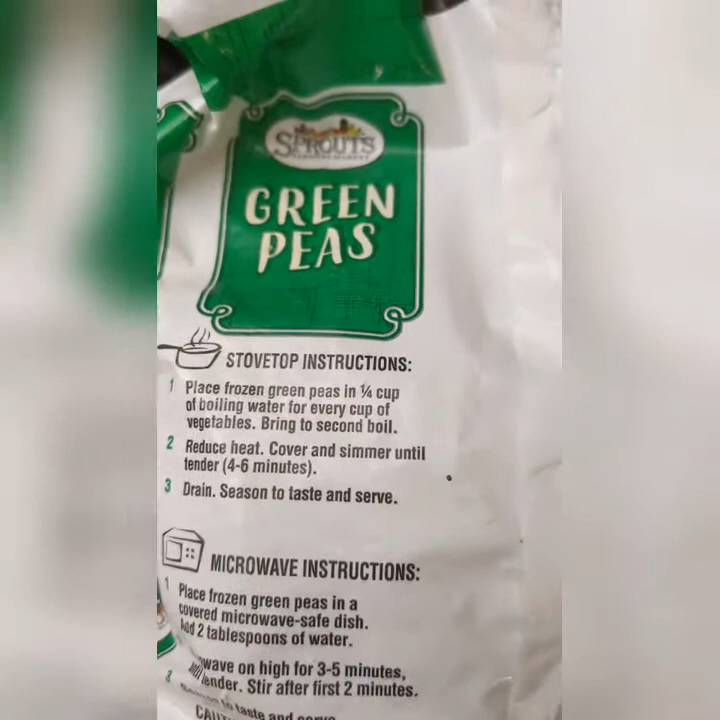 SPROUTS
FARMERS MARKET
GREEN
PEAS
STOVETOP INSTRUCTIONS:
1 Place frozen green peas in ¼ cup
of boiling water for every cup of
vegetables. Bring to second boil.
2 Reduce heat. Cover and simmer until
tender (4-6 minutes).
3 Drain. Season to taste and serve.
MICROWAVE INSTRUCTIONS:
1 Place frozen green peas in a
covered microwave-safe dish.
Add 2 tablespoons of water.
wave on high for 3-5 minutes,
tender. Stir after first 2 minutes.
to taste and serve